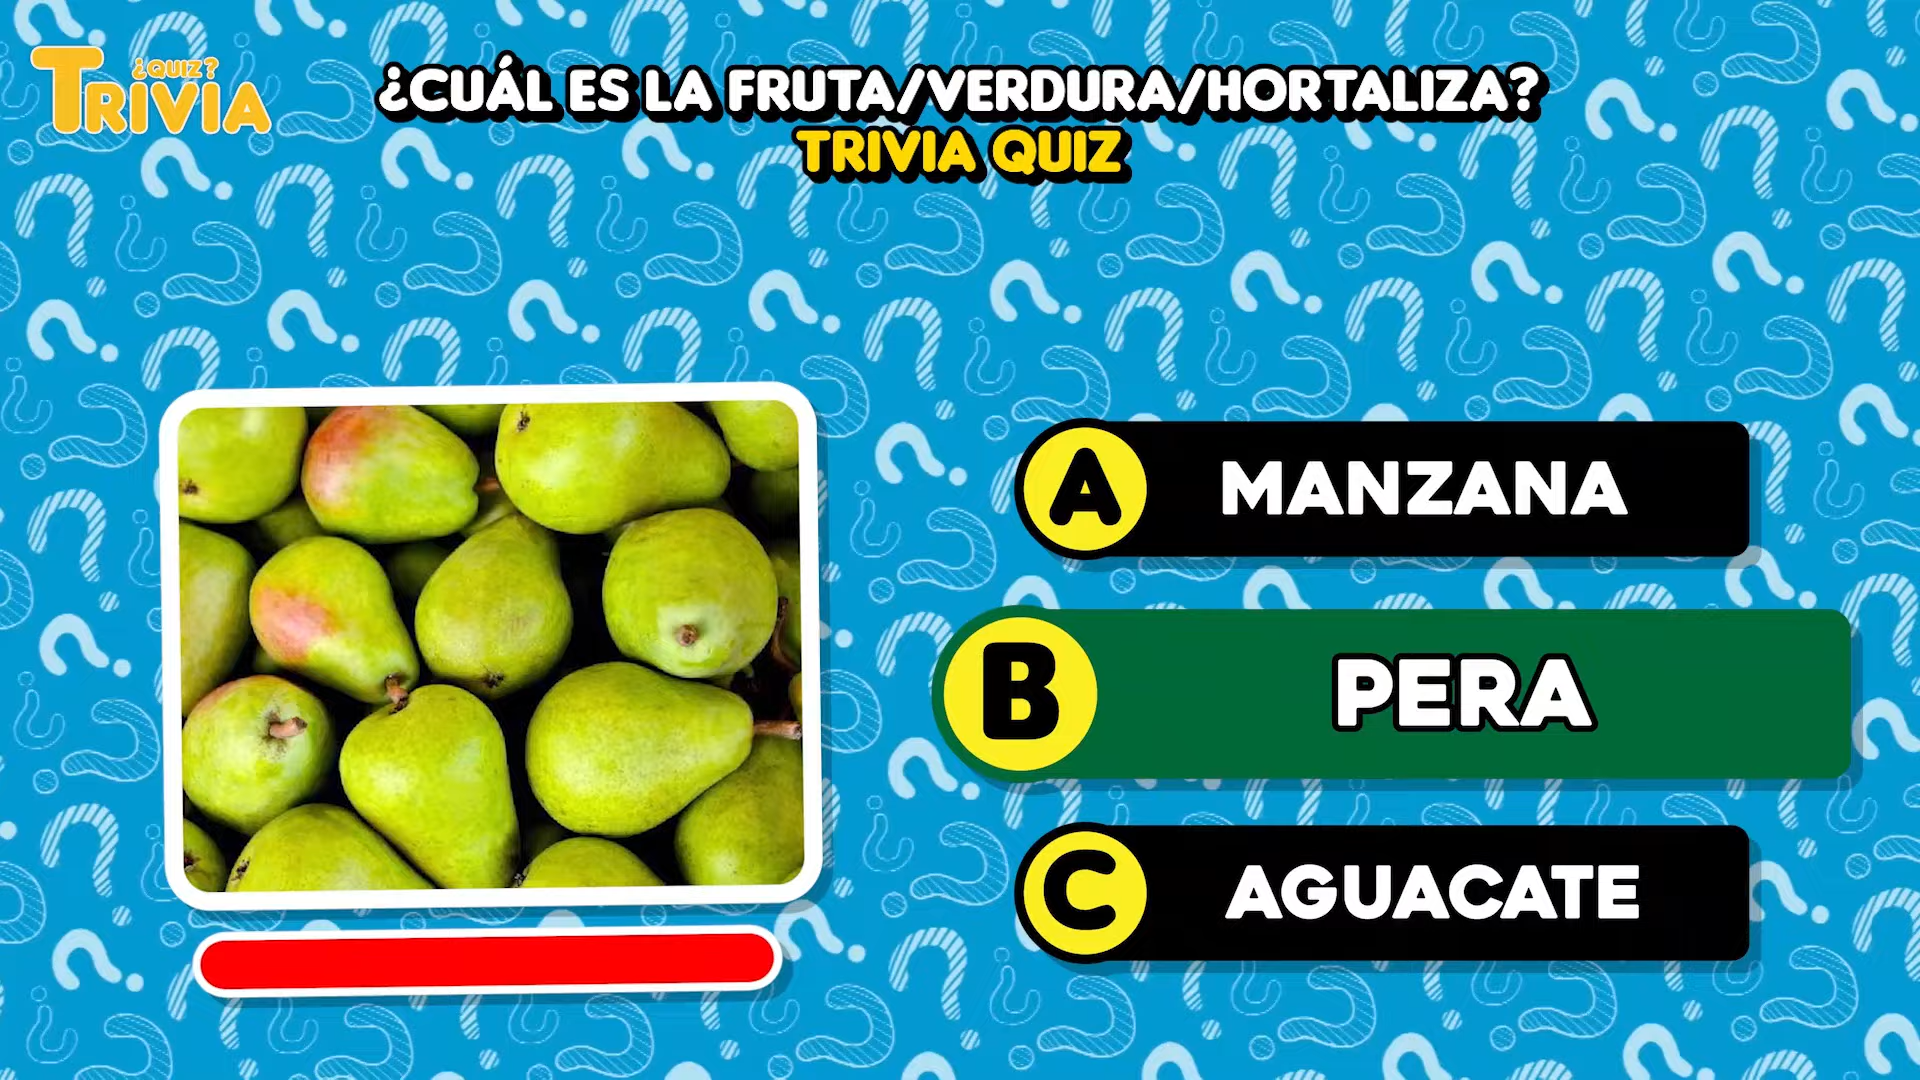 ¿QUIZ?
TRIVIA
¿CUÁL ES LA FRUTA/VERDURA/HORTALIZA?
TRIVIA QUIZ
A MANZANA
B PERA
C AGUACATE